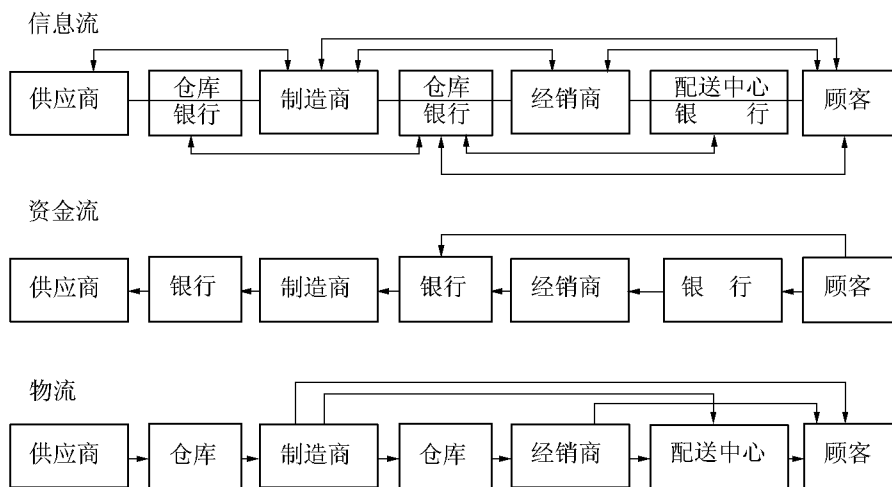 信息流
供应商 仓库 制造商 仓库 经销商 配送中心 顾客
银行 银行 银 行
资金流
供应商 银行 制造商 银行 经销商 银 行 顾客
物流
供应商 仓库 制造商 仓库 经销商 配送中心 顾客